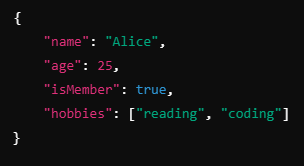 {
    "name": "Alice",
    "age": 25,
    "isMember": true,
    "hobbies": ["reading", "coding"]
}